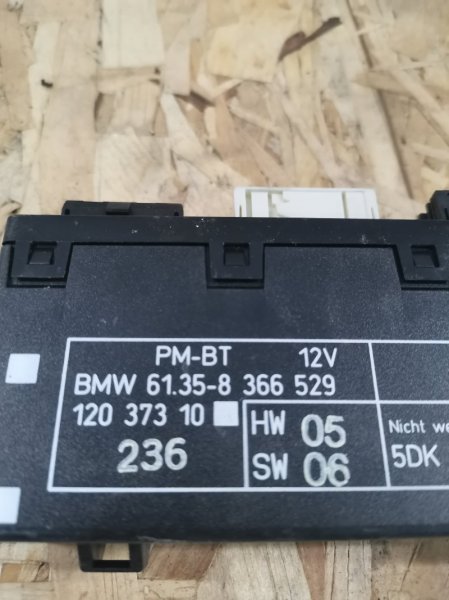 PM-BT 12V
BMW 61.35-8 366 529
120 373 10
HW 05
236
SW 06
Nicht
5DK